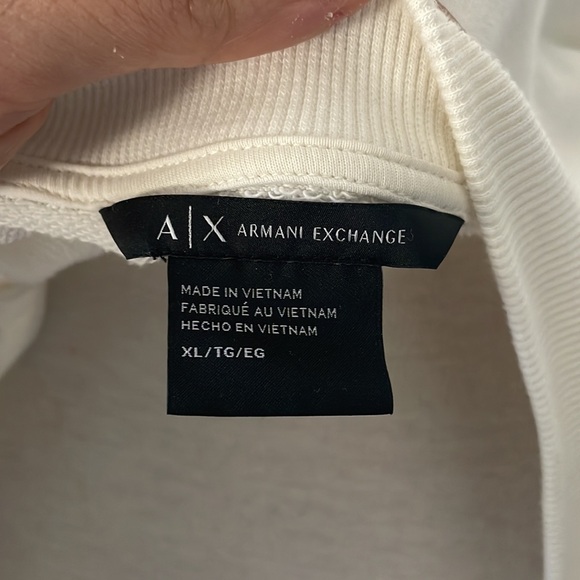 A|X ARMANI EXCHANGE
MADE IN VIETNAM
FABRIQUÉ AU VIETNAM
HECHO EN VIETNAM
XL/TG/EG